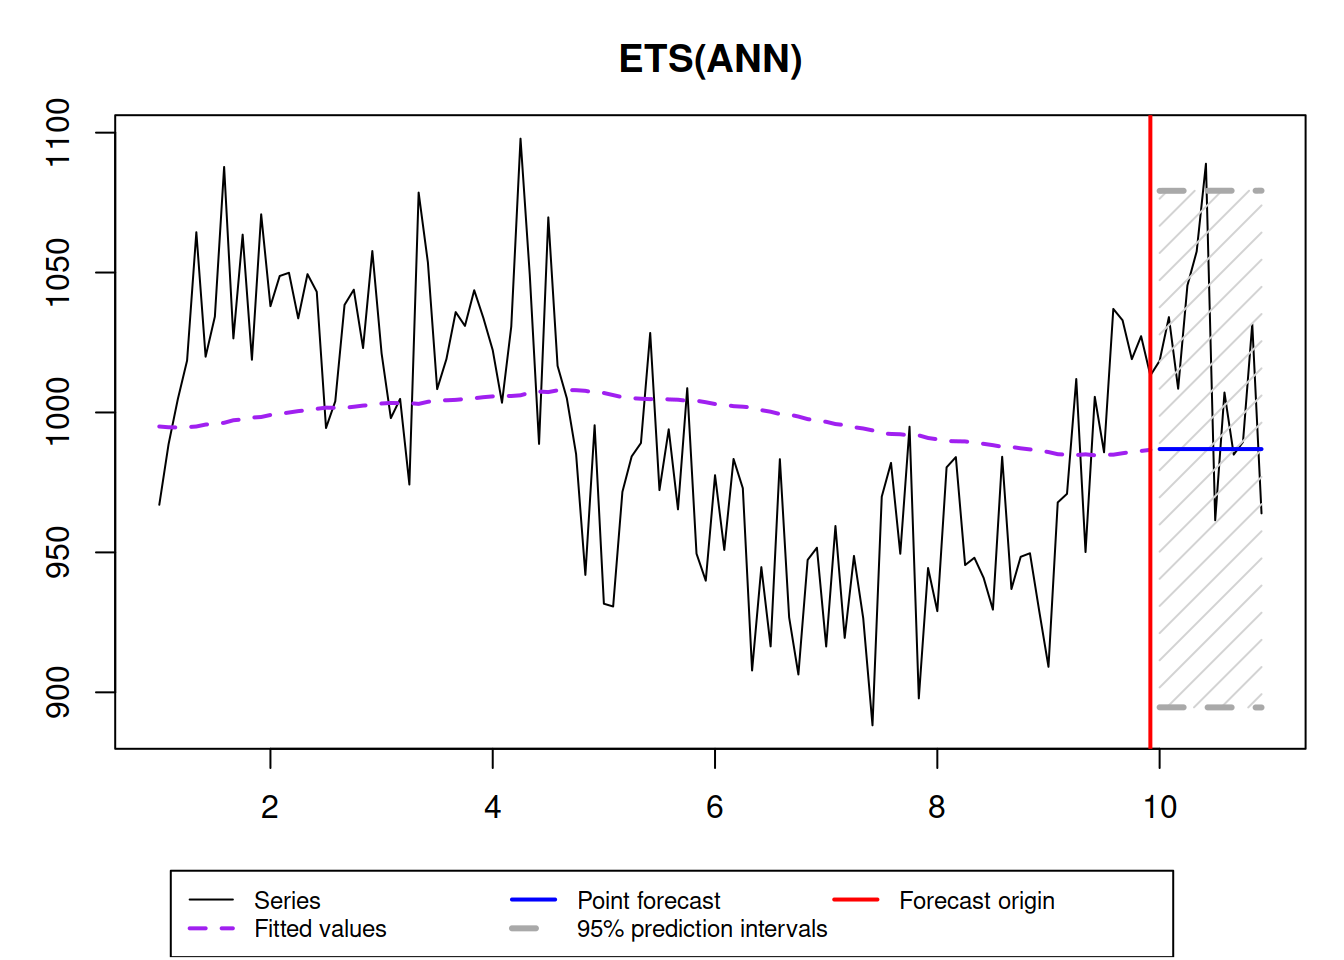 ETS(ANN)
1100
1050
1000
950
900
2 4 6 8 10
Series Point forecast Forecast origin
Fitted values 95% prediction intervals